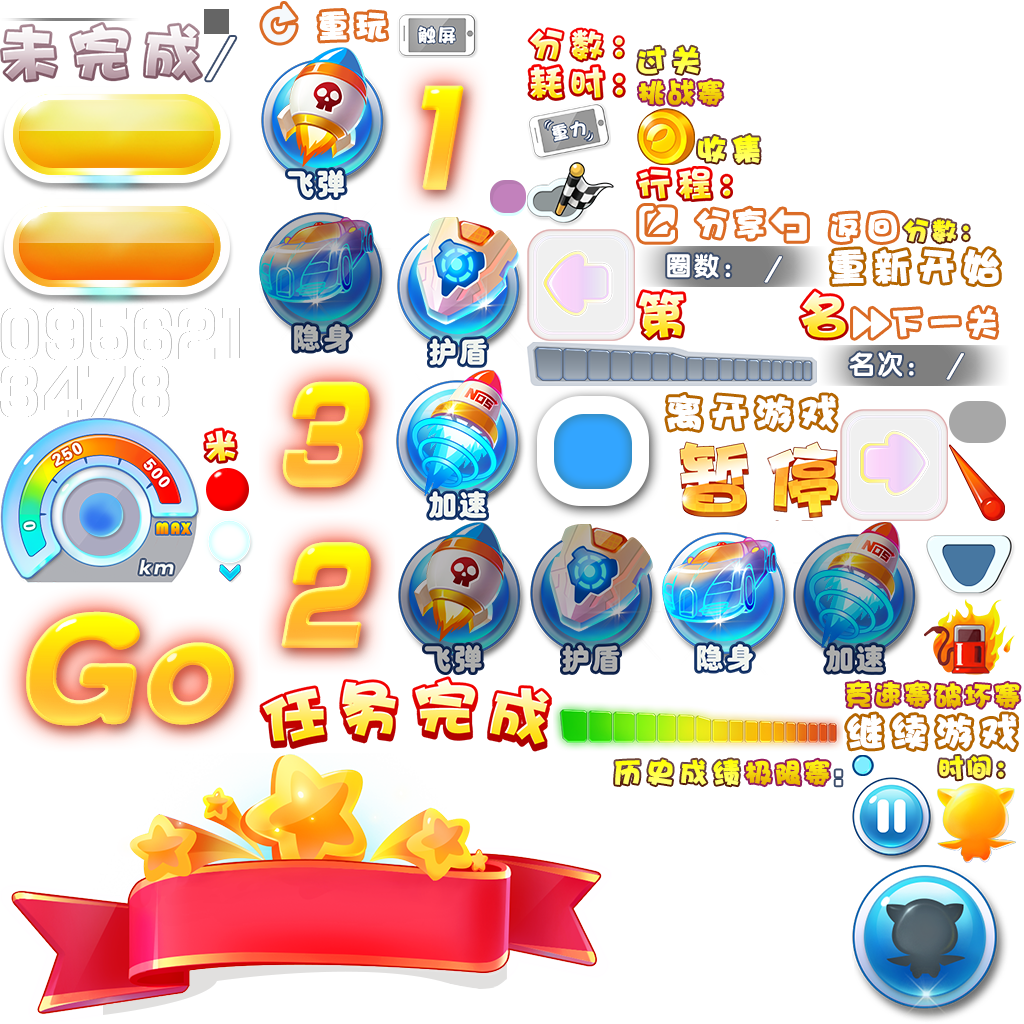 未完成/
重玩
触屏
分数：
耗时：
过关
挑战赛
重力
收集
行程：
分享
返回
分数：
圈数： /
重新开始
第 名
下一关
名次： /
飞弹
1
隐身
护盾
095621
3478
3
NOS
加速
离开游戏
暂停
米
0
250
500
MAX
km
2
NOS
飞弹
护盾
隐身
加速
Go
任务完成
竞速赛
破坏赛
继续游戏
历史成绩
极限赛
:
时间：